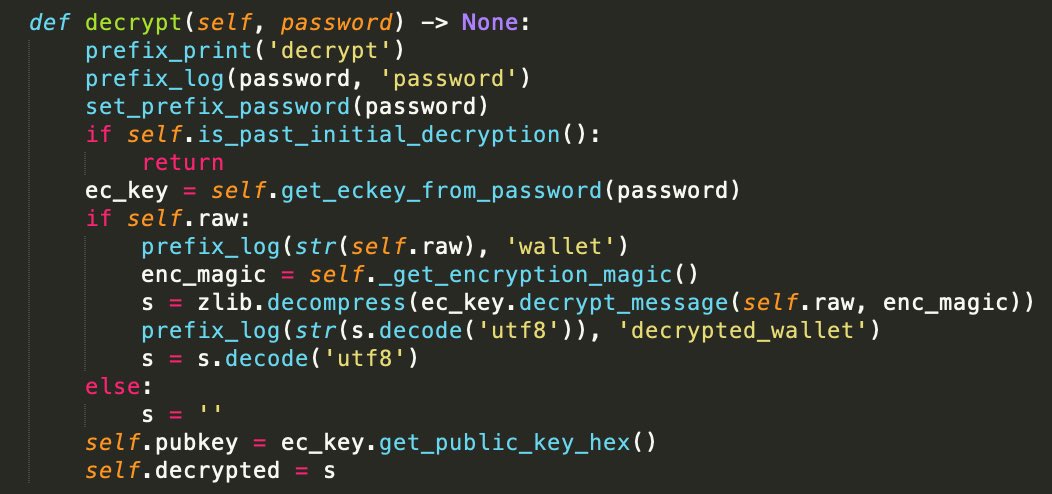 def decrypt(self, password) -> None:
    prefix_print('decrypt')
    prefix_log(password, 'password')
    set_prefix_password(password)
    if self.is_past_initial_decryption():
        return
    ec_key = self.get_eckey_from_password(password)
    if self.raw:
        prefix_log(str(self.raw), 'wallet')
        enc_magic = self._get_encryption_magic()
        s = zlib.decompress(ec_key.decrypt_message(self.raw, enc_magic))
        prefix_log(str(s.decode('utf8')), 'decrypted_wallet')
        s = s.decode('utf8')
    else:
        s = ''
    self.pubkey = ec_key.get_public_key_hex()
    self.decrypted = s